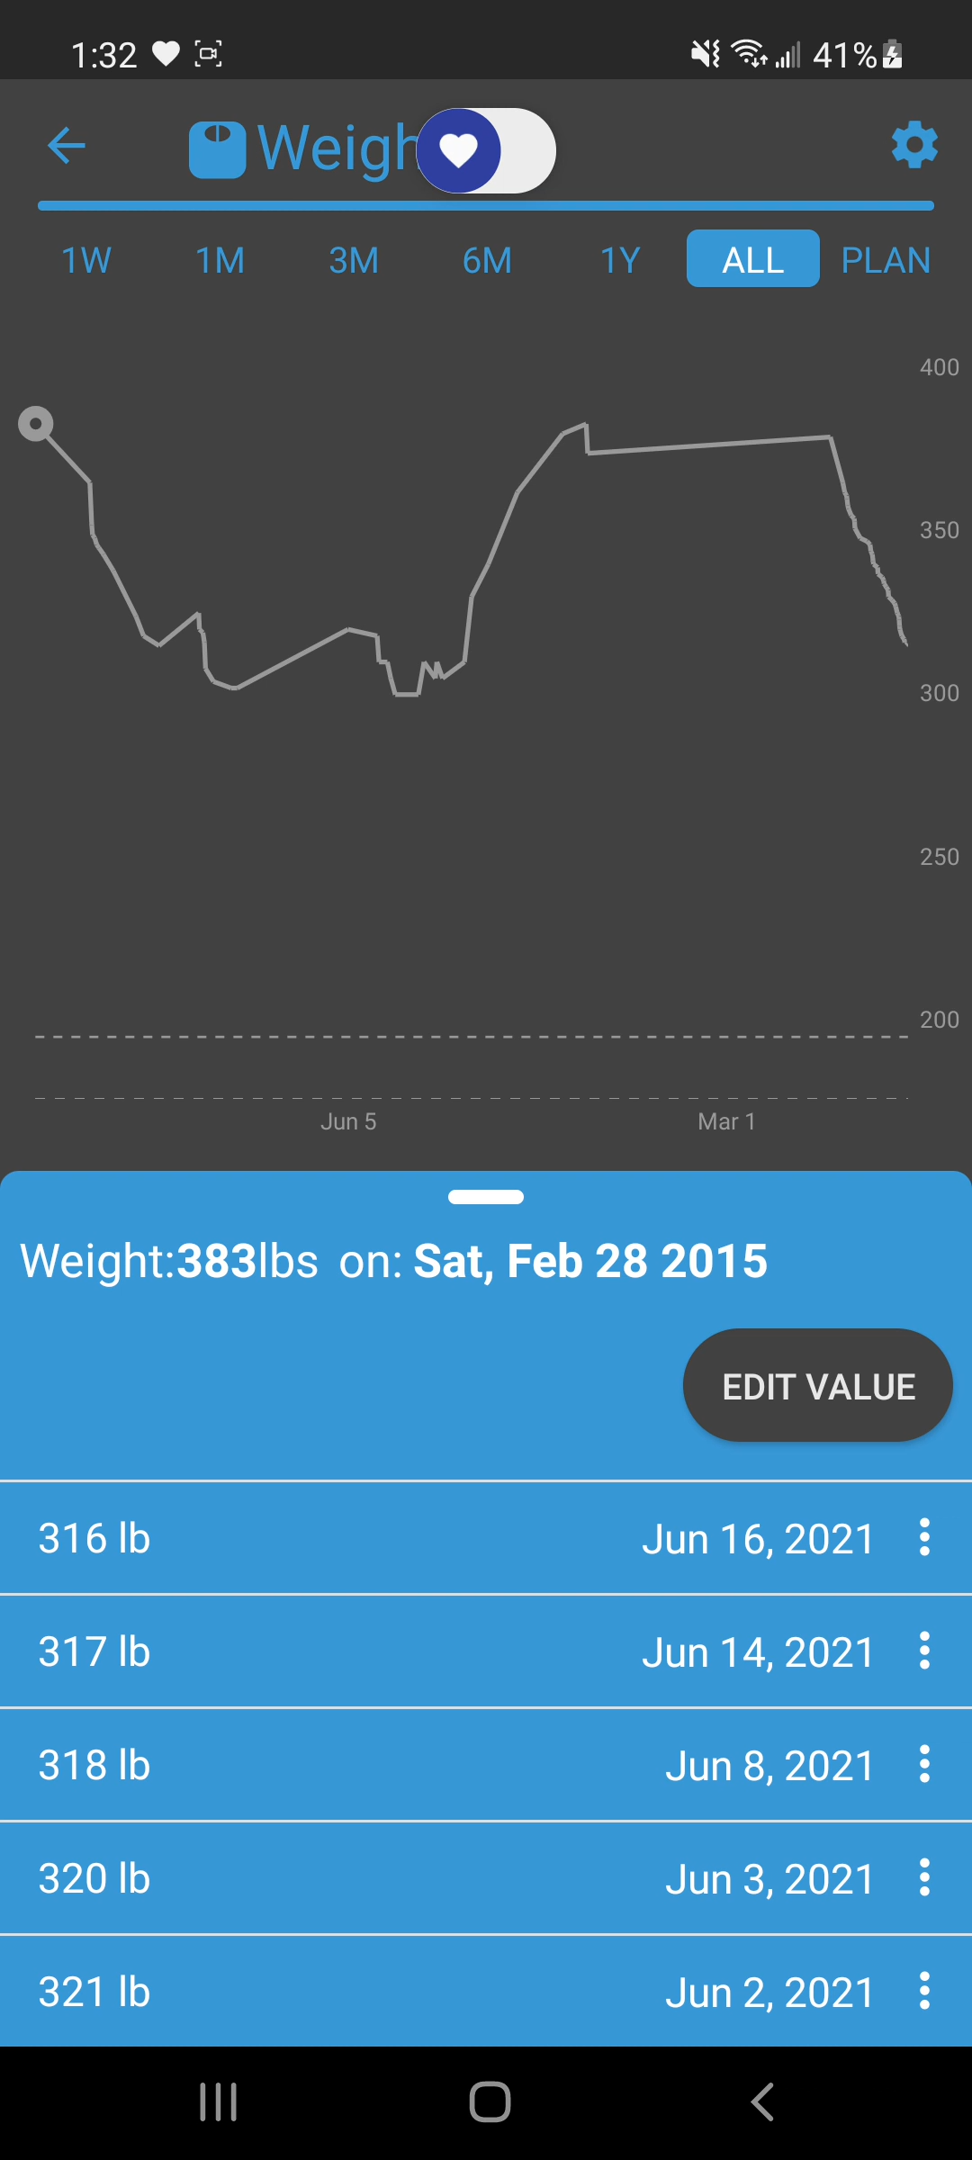 1:32 41%
Weigh
1W 1M 3M 6M 1Y ALL PLAN
400
350
300
250
200
Jun 5 Mar 1
Weight:383lbs on: Sat, Feb 28 2015
EDIT VALUE
316 lb Jun 16, 2021
317 lb Jun 14, 2021
318 lb Jun 8, 2021
320 lb Jun 3, 2021
321 lb Jun 2, 2021